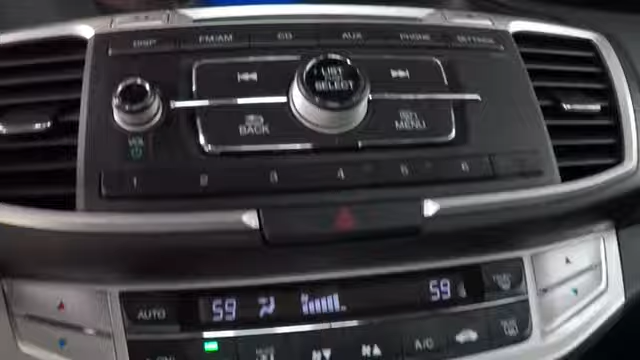 DISP FM/AM CD AUX PHONE SETTINGS
LIST
SELECT
BACK
MENU
VOL
1 2 3 4 5 6
AUTO 59 59
A/C